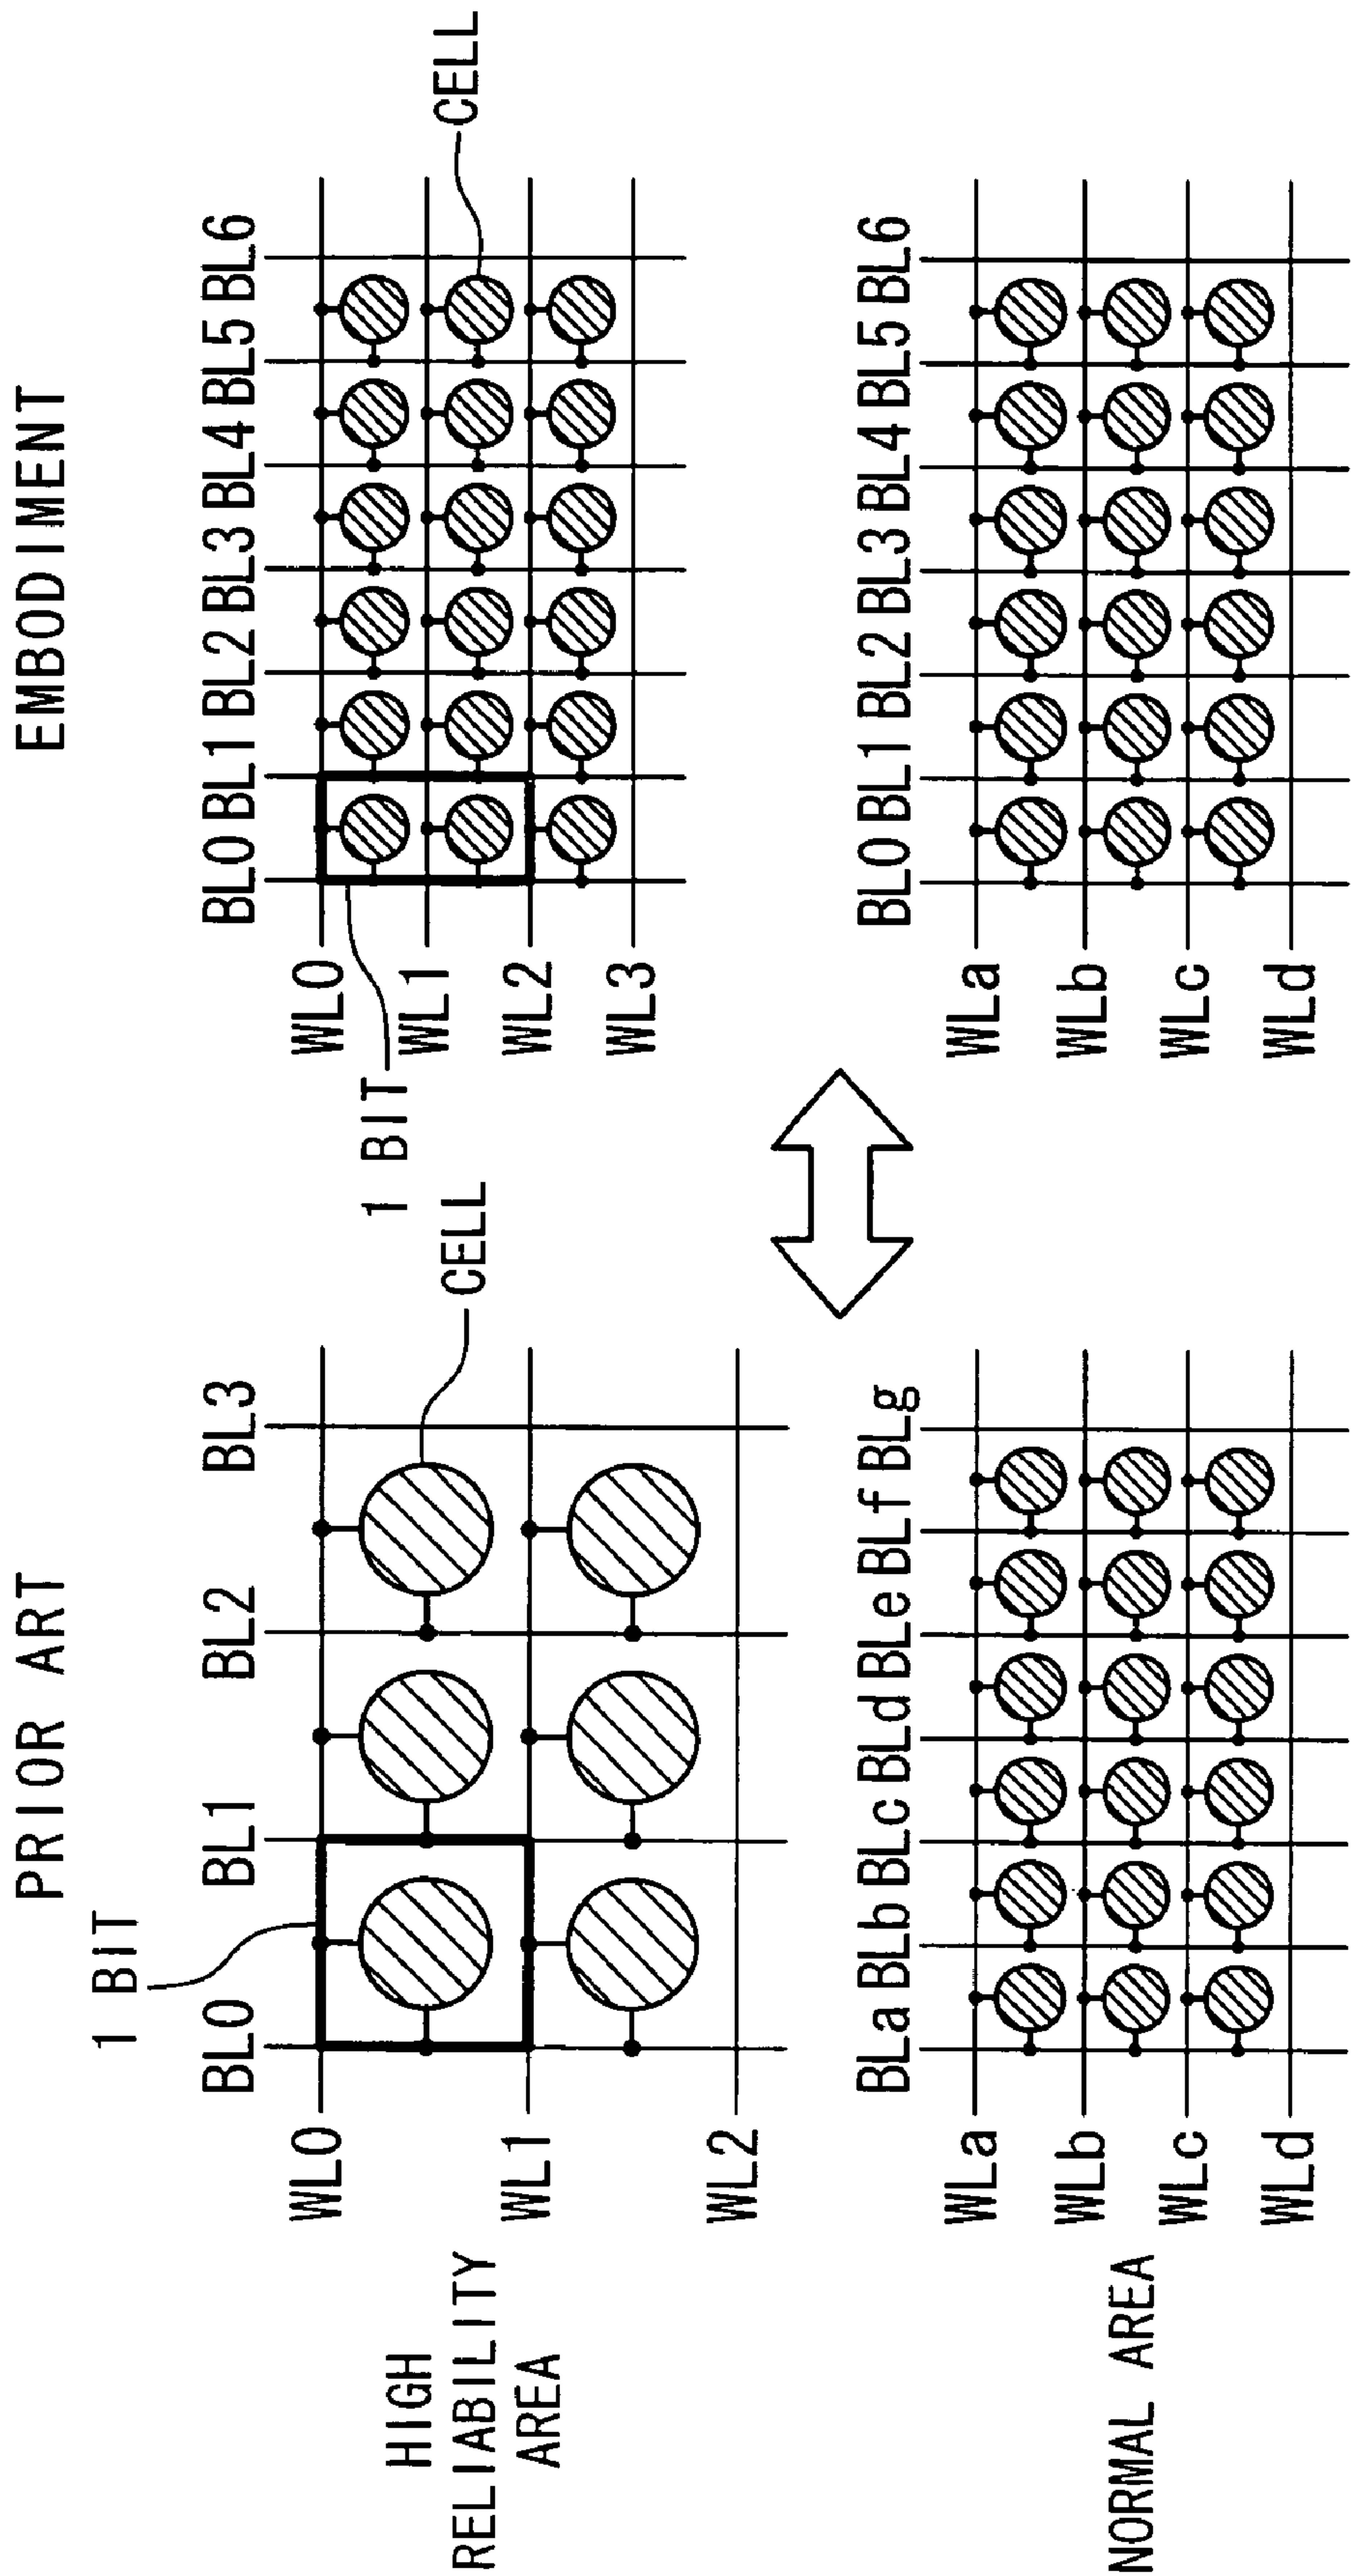 PRIOR ART
1 BIT
BL0 BL1 BL2 BL3
WL0
WL1
WL2
CELL
HIGH
RELIABILITY
AREA
BLa BLb BLc BLd BLe BLf BLg
WLa
WLb
WLc
WLd
NORMAL AREA
EMBODIMENT
BL0 BL1 BL2 BL3 BL4 BL5 BL6
WL0
WL1
WL2
WL3
1 BIT
CELL
BL0 BL1 BL2 BL3 BL4 BL5 BL6
WLa
WLb
WLc
WLd